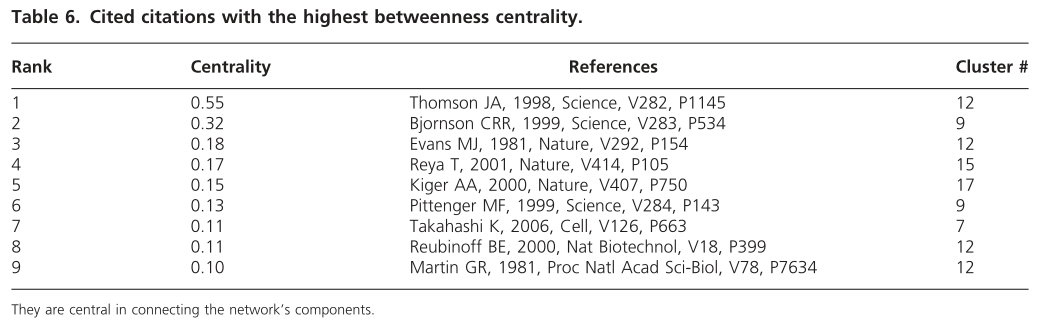 Table 6. Cited citations with the highest betweenness centrality.
Rank Centrality References Cluster #
1 0.55 Thomson JA, 1998, Science, V282, P1145 12
2 0.32 Bjornson CRR, 1999, Science, V283, P534 9
3 0.18 Evans MJ, 1981, Nature, V292, P154 12
4 0.17 Reya T, 2001, Nature, V414, P105 15
5 0.15 Kiger AA, 2000, Nature, V407, P750 17
6 0.13 Pittenger MF, 1999, Science, V284, P143 9
7 0.11 Takahashi K, 2006, Cell, V126, P663 7
8 0.11 Reubinoff BE, 2000, Nat Biotechnol, V18, P399 12
9 0.10 Martin GR, 1981, Proc Natl Acad Sci-Biol, V78, P7634 12
They are central in connecting the network’s components.